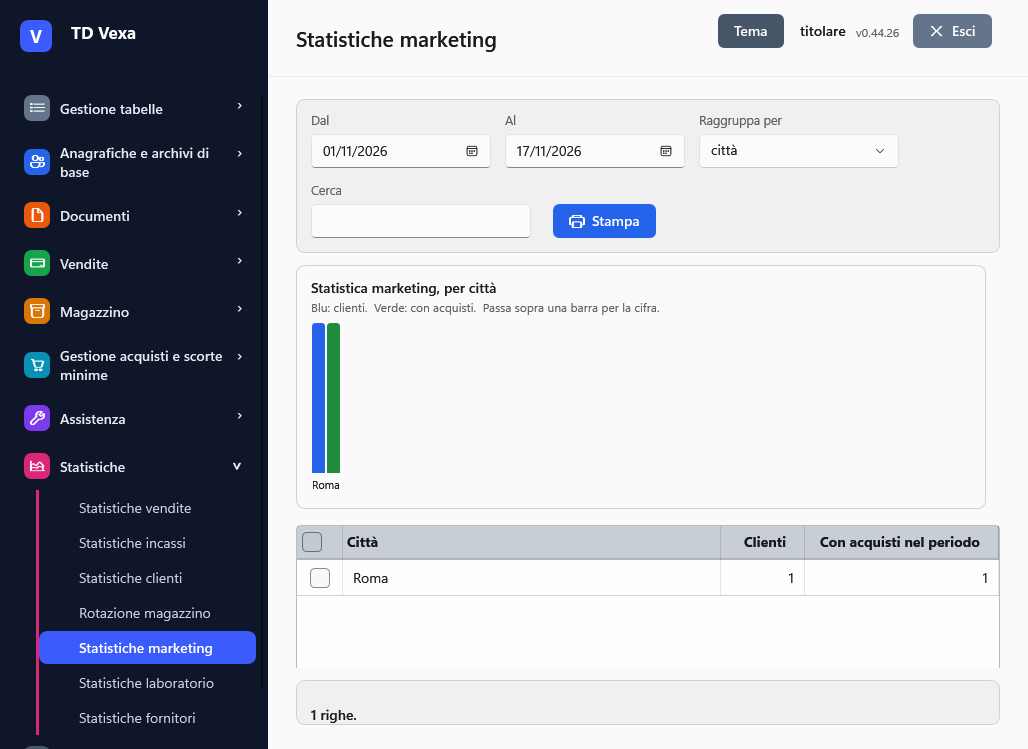 V
TD Vexa
Gestione tabelle
Anagrafiche e archivi di
base
Documenti
Vendite
Magazzino
Gestione acquisti e scorte
minime
Assistenza
Statistiche
Statistiche vendite
Statistiche incassi
Statistiche clienti
Rotazione magazzino
Statistiche marketing
Statistiche laboratorio
Statistiche fornitori
Statistiche marketing
Tema
titolare v0.44.26
Esci
Dal
Al
Raggruppa per
01/11/2026
17/11/2026
città
Cerca
Stampa
Statistica marketing, per città
Blu: clienti. Verde: con acquisti. Passa sopra una barra per la cifra.
Roma
Città Clienti Con acquisti nel periodo
Roma 1 1
1 righe.